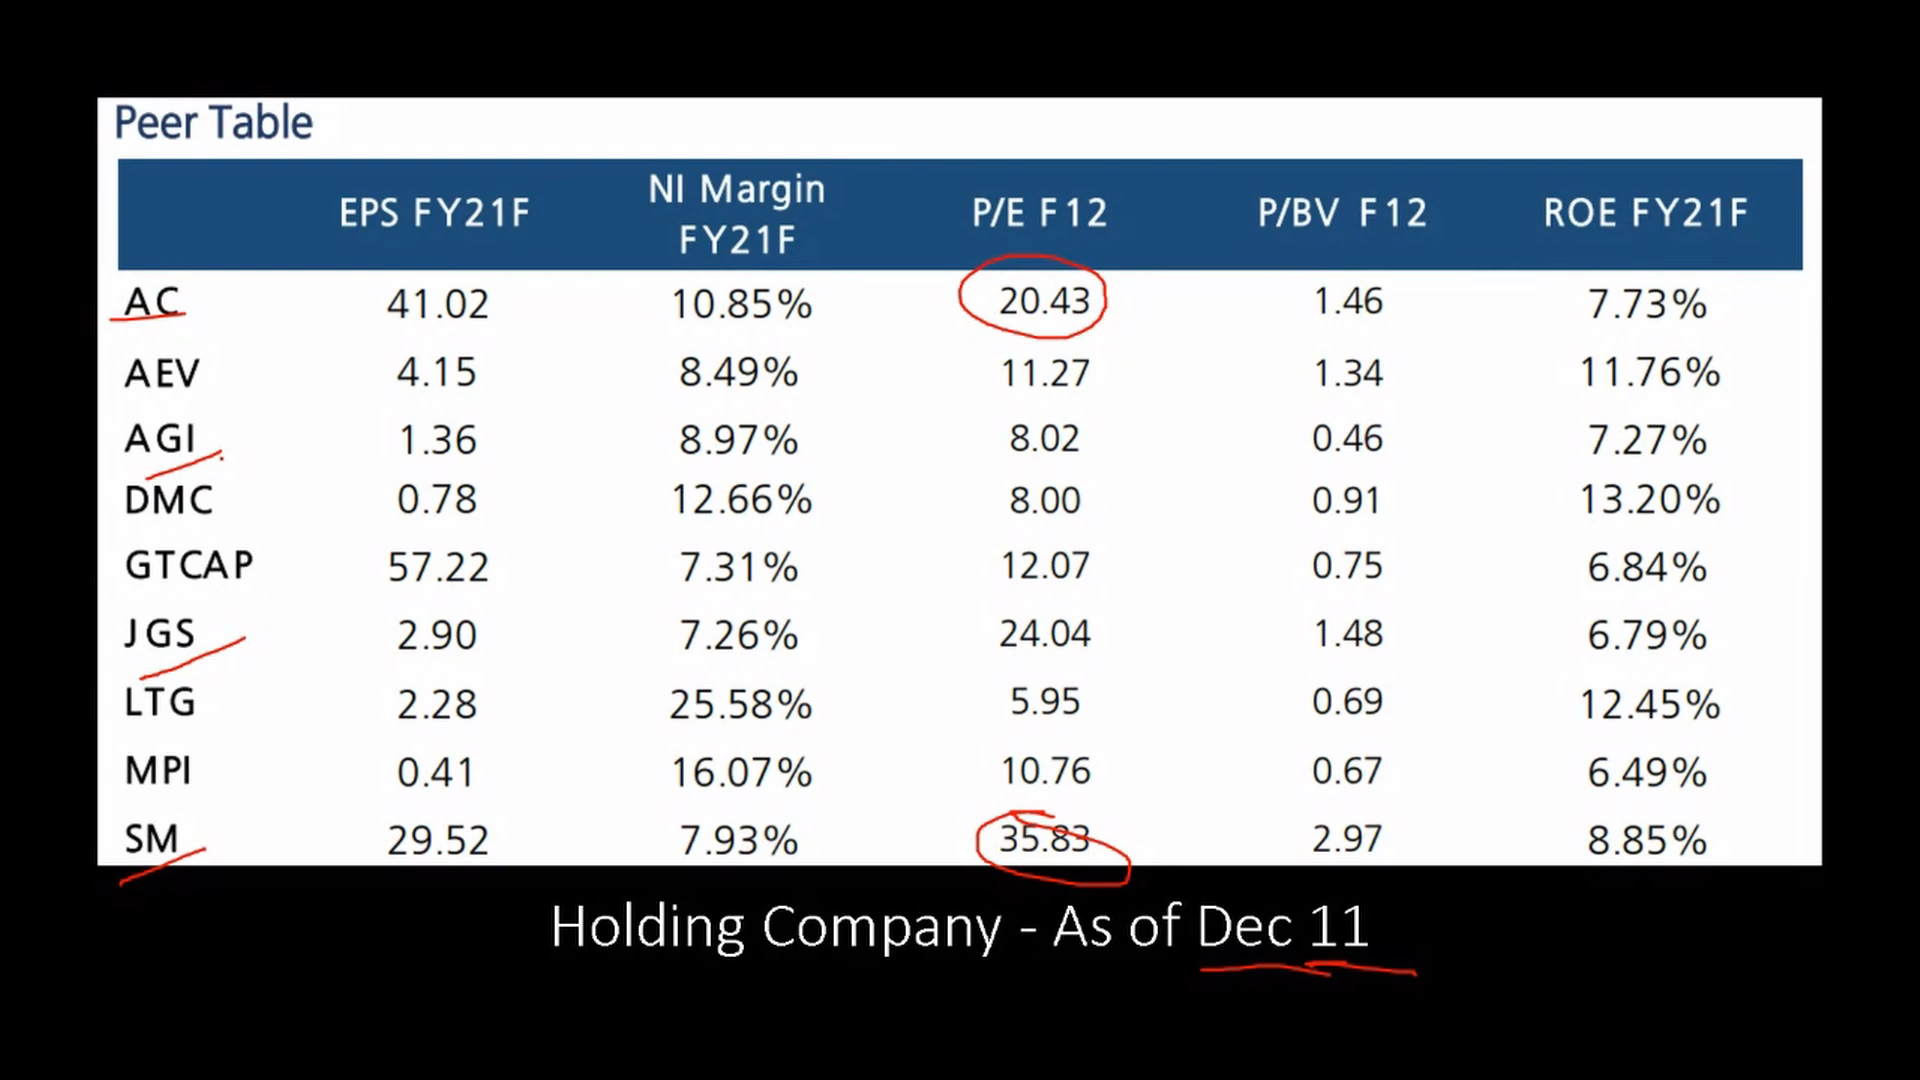 Peer Table
EPS FY21F NI Margin FY21F P/E F12 P/BV F12 ROE FY21F
AC 41.02 10.85% 20.43 1.46 7.73%
AEV 4.15 8.49% 11.27 1.34 11.76%
AGI 1.36 8.97% 8.02 0.46 7.27%
DMC 0.78 12.66% 8.00 0.91 13.20%
GTCAP 57.22 7.31% 12.07 0.75 6.84%
JGS 2.90 7.26% 24.04 1.48 6.79%
LTG 2.28 25.58% 5.95 0.69 12.45%
MPI 0.41 16.07% 10.76 0.67 6.49%
SM 29.52 7.93% 35.83 2.97 8.85%
Holding Company - As of Dec 11